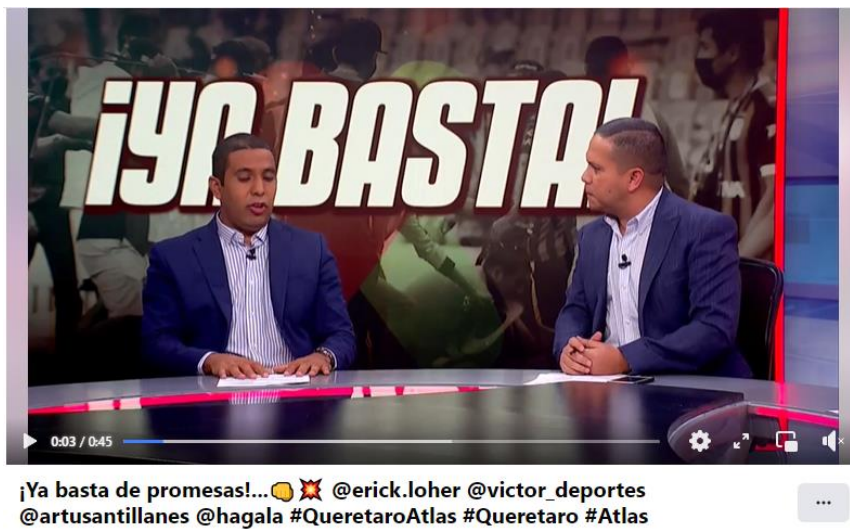 ¡YA BASTA!
0:03 / 0:45
¡Ya basta de promesas!...👊💥 @erick.loher @victor_deportes
@artusantillanes @hagala #QueretaroAtlas #Queretaro #Atlas